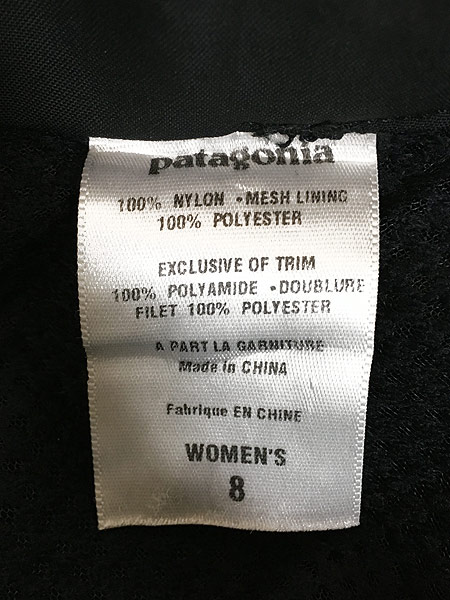 patagonia
100% NYLON •MESH LINING
100% POLYESTER
EXCLUSIVE OF TRIM
100% POLYAMIDE •DOUBLURE
FILET 100% POLYESTER
A PART LA GARNITURE
Made in CHINA
Fabrique EN CHINE
WOMEN'S
8